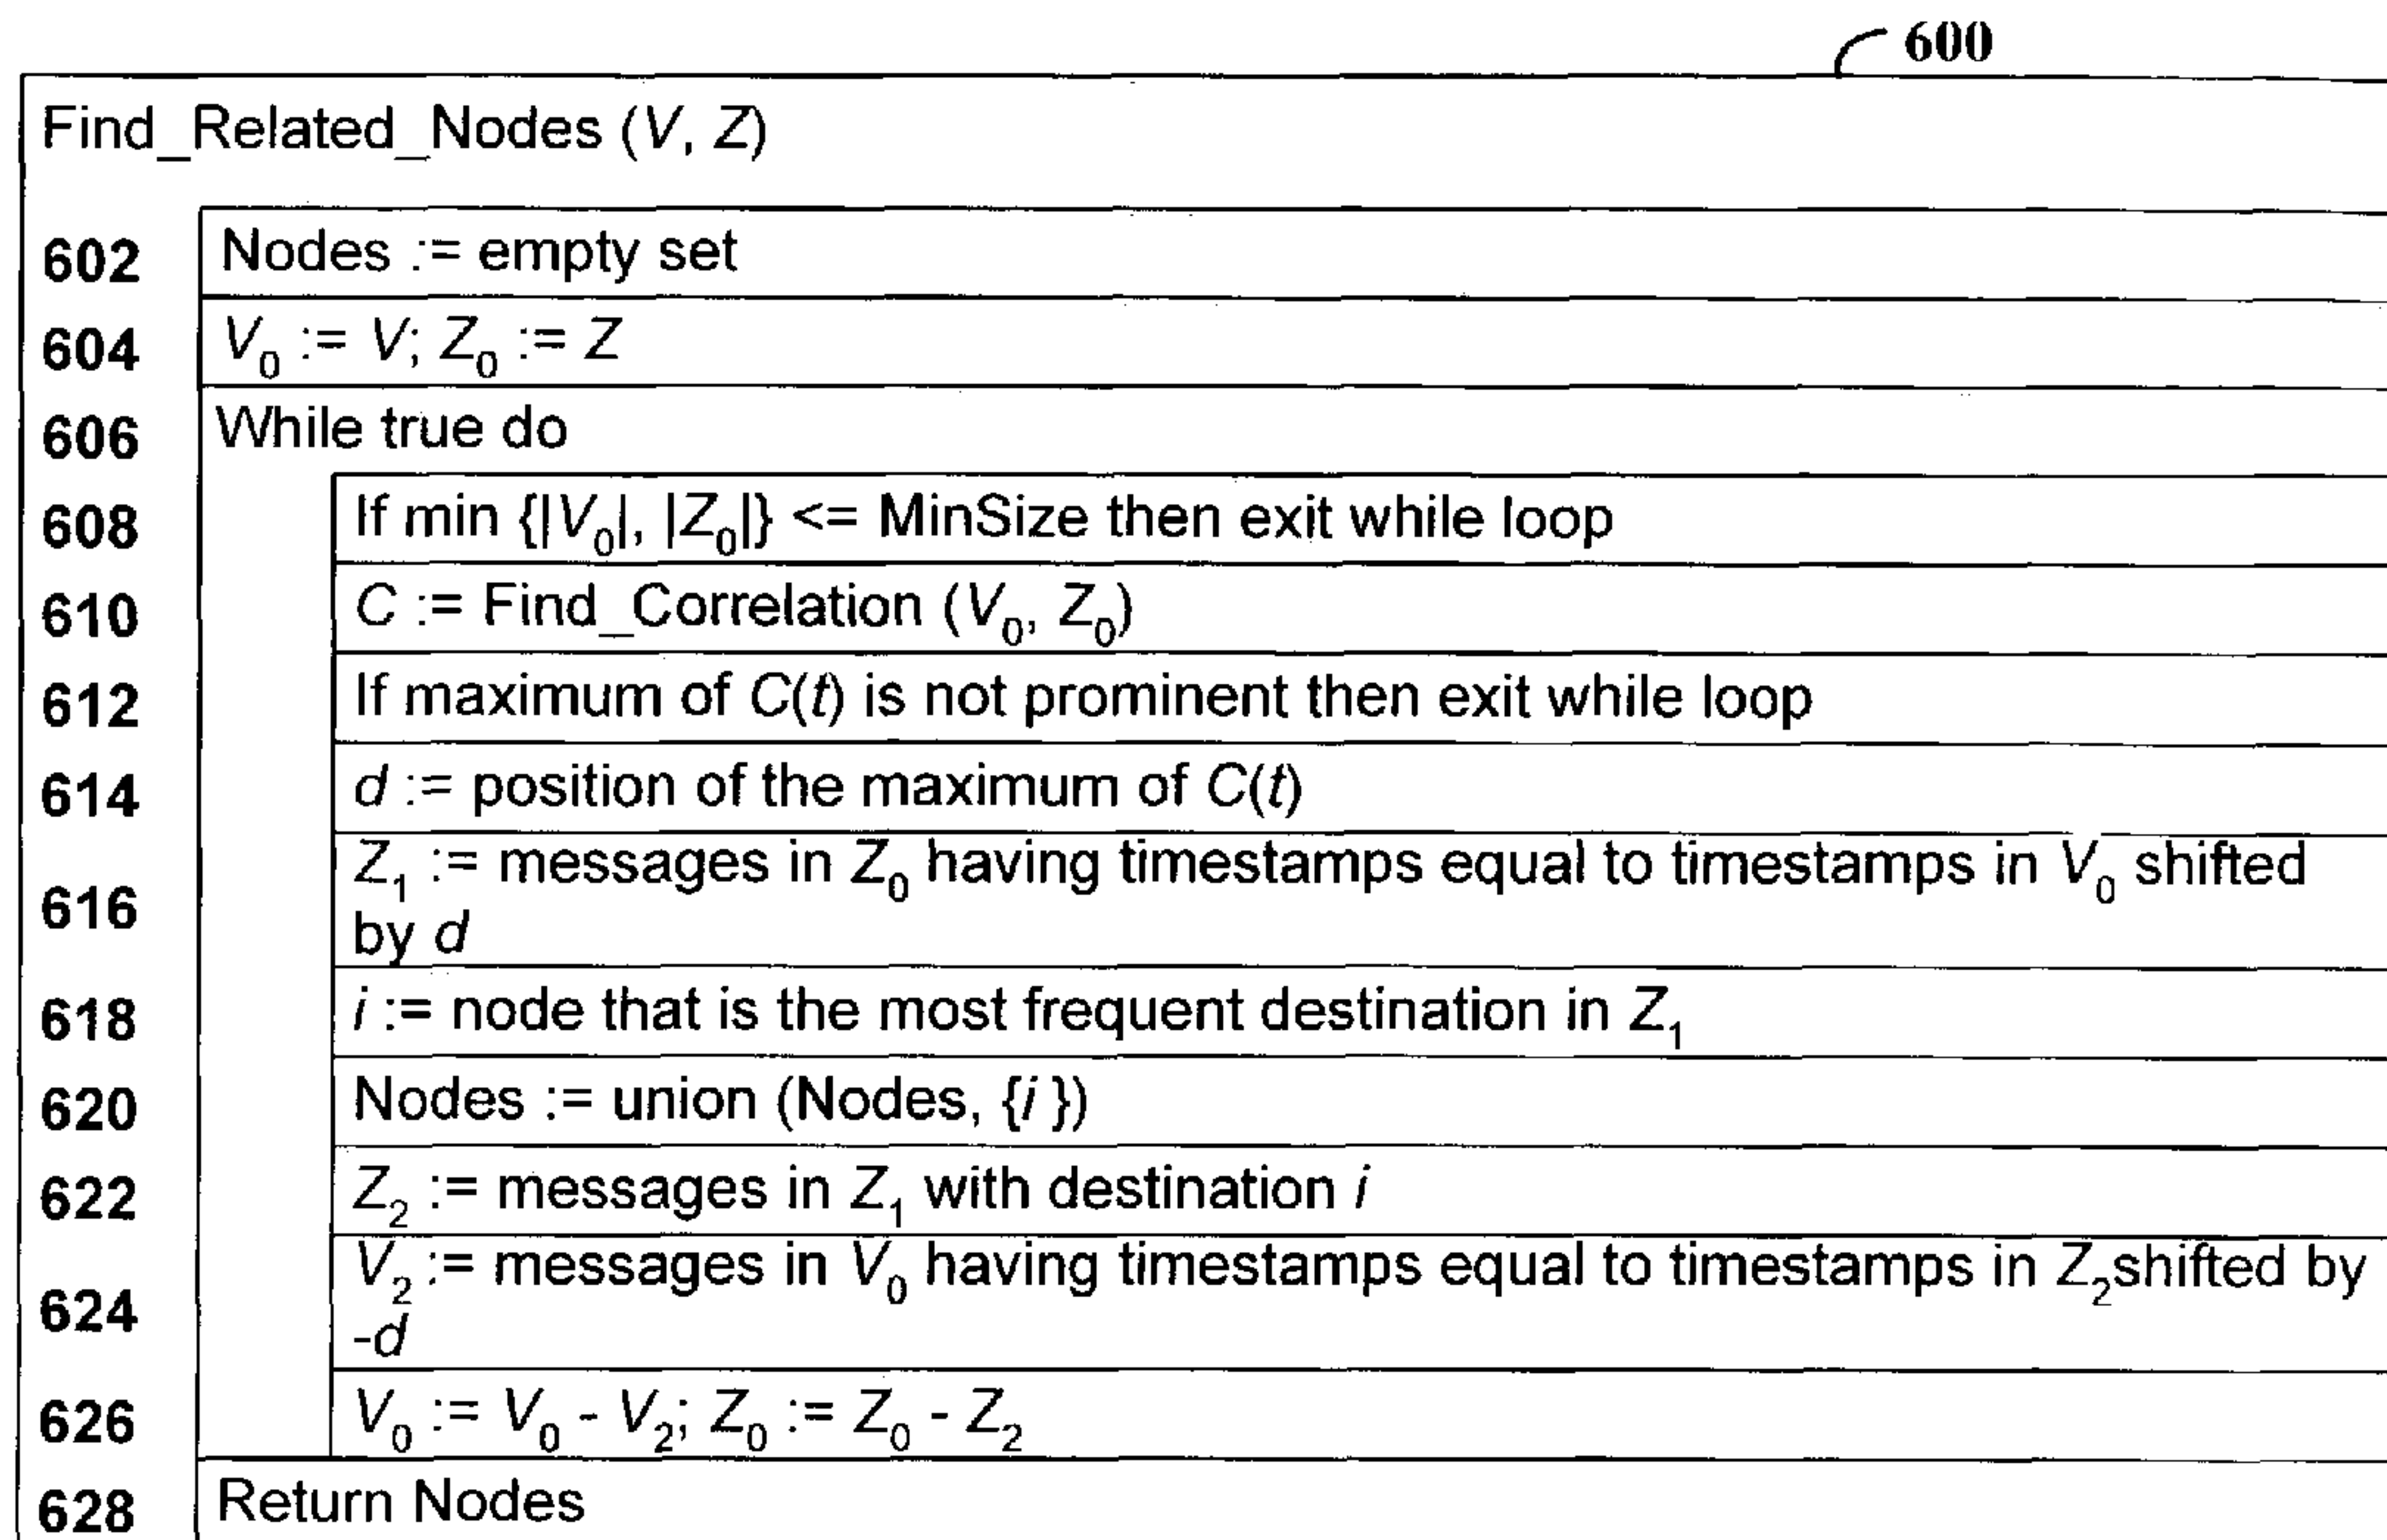 600
Find_Related_Nodes (V, Z)
602 Nodes := empty set
604 V₀ := V; Z₀ := Z
606 While true do
608 If min {|V₀|, |Z₀|} <= MinSize then exit while loop
610 C := Find_Correlation (V₀, Z₀)
612 If maximum of C(t) is not prominent then exit while loop
614 d := position of the maximum of C(t)
616 Z₁ := messages in Z₀ having timestamps equal to timestamps in V₀ shifted
by d
618 i := node that is the most frequent destination in Z₁
620 Nodes := union (Nodes, {i })
622 Z₂ := messages in Z₁ with destination i
624 V₂ := messages in V₀ having timestamps equal to timestamps in Z₂shifted by
-d
626 V₀ := V₀ - V₂; Z₀ := Z₀ - Z₂
628 Return Nodes